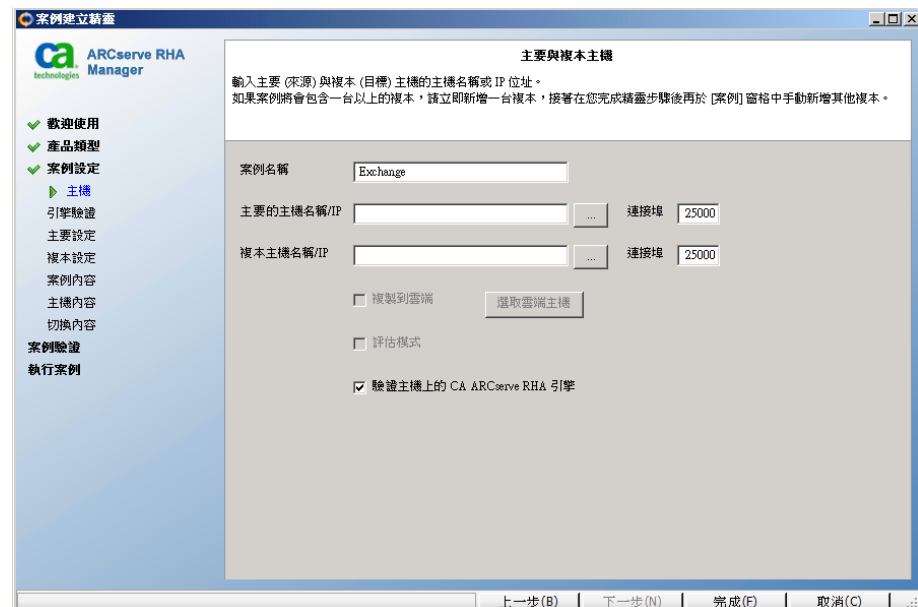 案例建立精靈
ca
technologies
ARCserve RHA
Manager
歡迎使用
產品類型
案例設定
主機
引擎驗證
主要設定
複本設定
案例內容
主機內容
切換內容
案例驗證
執行案例
主要與複本主機
輸入主要 (來源) 與複本 (目標) 主機的主機名稱或 IP 位址。
如果案例將會包含一台以上的複本，請立即新增一台複本，接著在您完成精靈步驟後再於 [案例] 窗格中手動新增其他複本。
案例名稱 Exchange
主要的主機名稱/IP ... 連接埠 25000
複本主機名稱/IP ... 連接埠 25000
複製到雲端 選取雲端主機
評估模式
驗證主機上的 CA ARCserve RHA 引擎
上一步(B) 下一步(N) 完成(F) 取消(C)